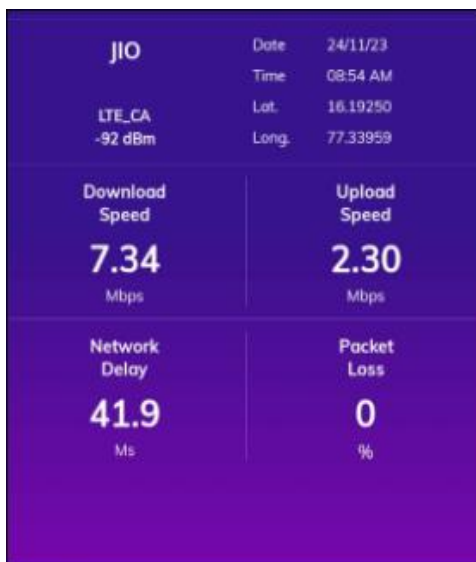 JIO
LTE_CA
-92 dBm
Date 24/11/23
Time 08:54 AM
Lat. 16.19250
Long. 77.33959
Download
Speed
7.34
Mbps
Upload
Speed
2.30
Mbps
Network
Delay
41.9
Ms
Packet
Loss
0
%